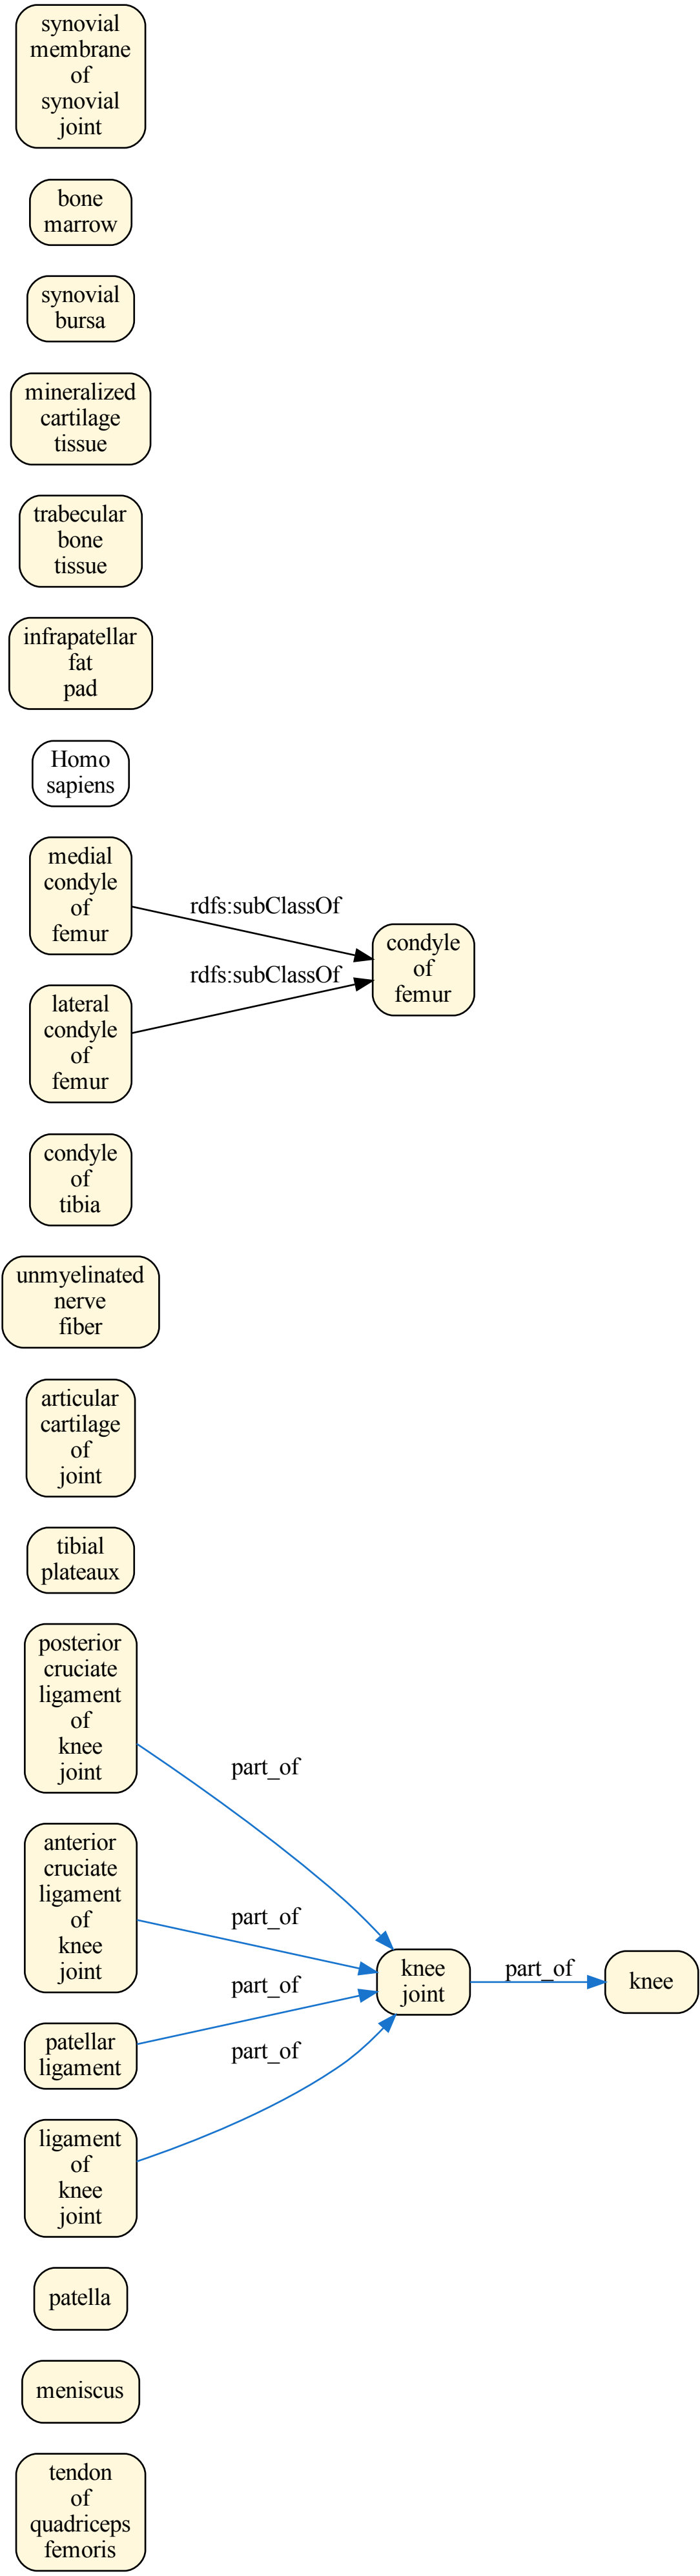 synovial
membrane
of
synovial
joint
bone
marrow
synovial
bursa
mineralized
cartilage
tissue
trabecular
bone
tissue
infrapatellar
fat
pad
Homo
sapiens
medial
condyle
of
femur
rdfs:subClassOf
condyle
of
femur
rdfs:subClassOf
lateral
condyle
of
femur
condyle
of
tibia
unmyelinated
nerve
fiber
articular
cartilage
of
joint
tibial
plateaux
posterior
cruciate
ligament
of
knee
joint
part_of
anterior
cruciate
ligament
of
knee
joint
part_of
knee
joint
part_of
knee
part_of
patellar
ligament
part_of
ligament
of
knee
joint
patella
meniscus
tendon
of
quadriceps
femoris